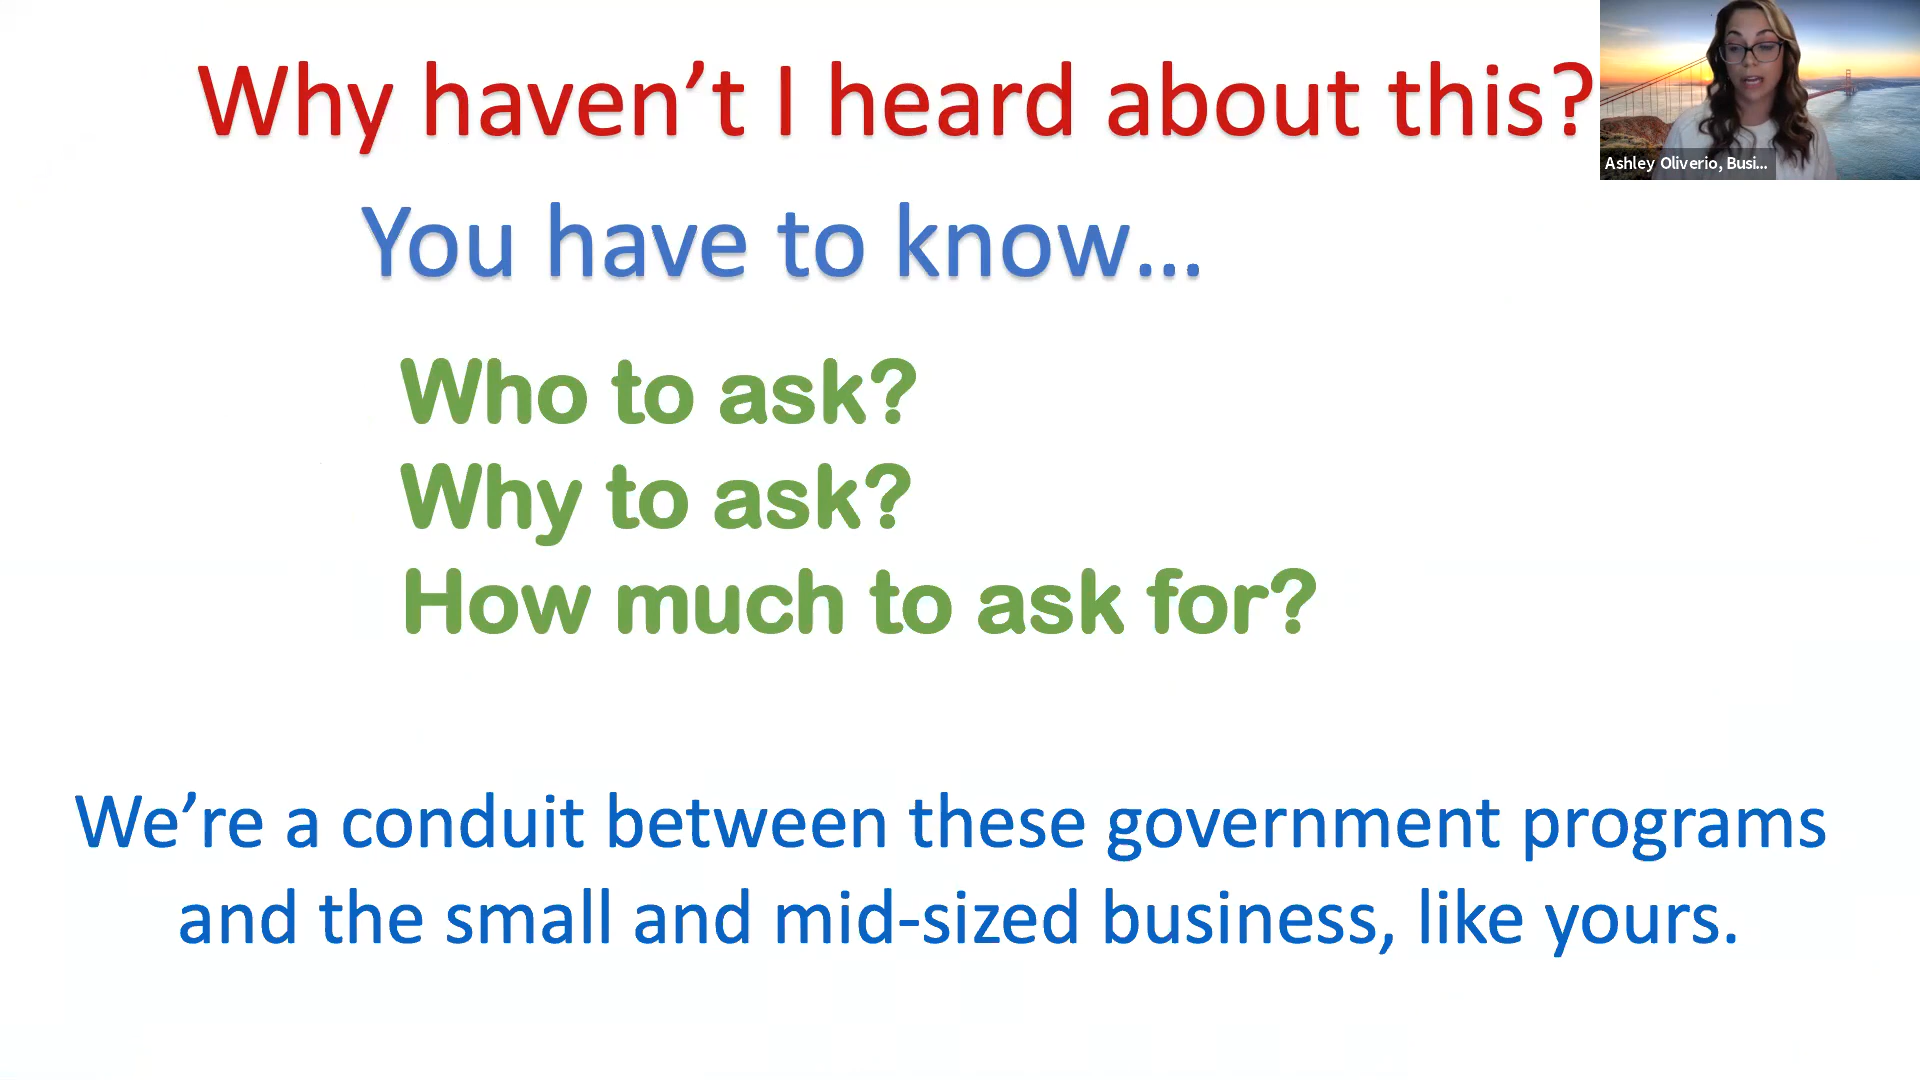 Why haven’t I heard about this?
Ashley Oliverio, Busi...
You have to know...
Who to ask?
Why to ask?
How much to ask for?
We’re a conduit between these government programs
and the small and mid-sized business, like yours.